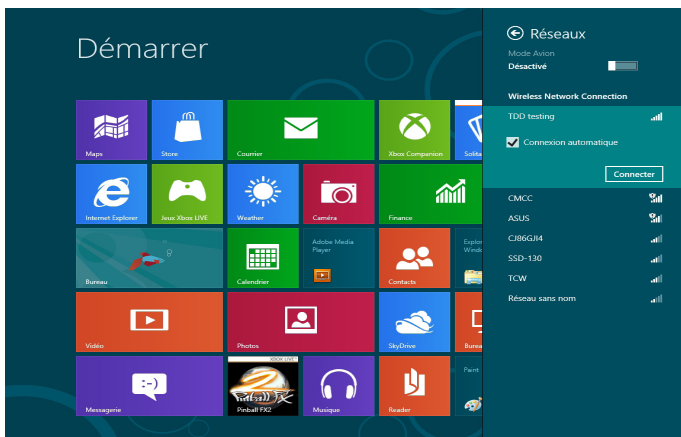 Démarrer
Maps
Store
Courrier
Xbox Companion
Solita
Internet Explorer
Jeux Xbox LIVE
Weather
Caméra
Finance
Bureau
Calendrier
Adobe Media
Player
Contacts
Explor
Windo
Vidéo
Photos
SkyDrive
Burea
Messagerie
:-)
XBOX LIVE
Pinball FX2
Musique
Reader
Paint
Réseaux
Mode Avion
Désactivé
Wireless Network Connection
TDD testing
Connexion automatique
Connecter
CMCC
ASUS
CJ86GJI4
SSD-130
TCW
Réseau sans nom